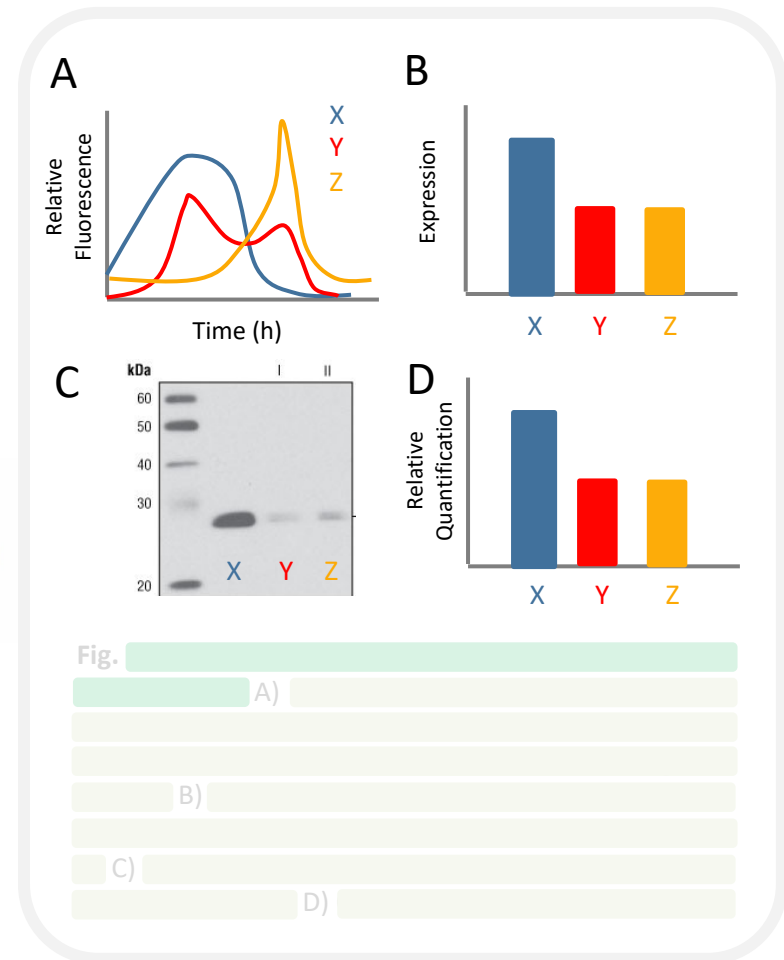 A
Relative
Fluorescence
X
Y
Z
Time (h)
B
Expression
X Y Z
C
kDa
I II
60
50
40
30
20
X Y Z
D
Relative
Quantification
X Y Z
Fig.
A)
B)
C)
D)